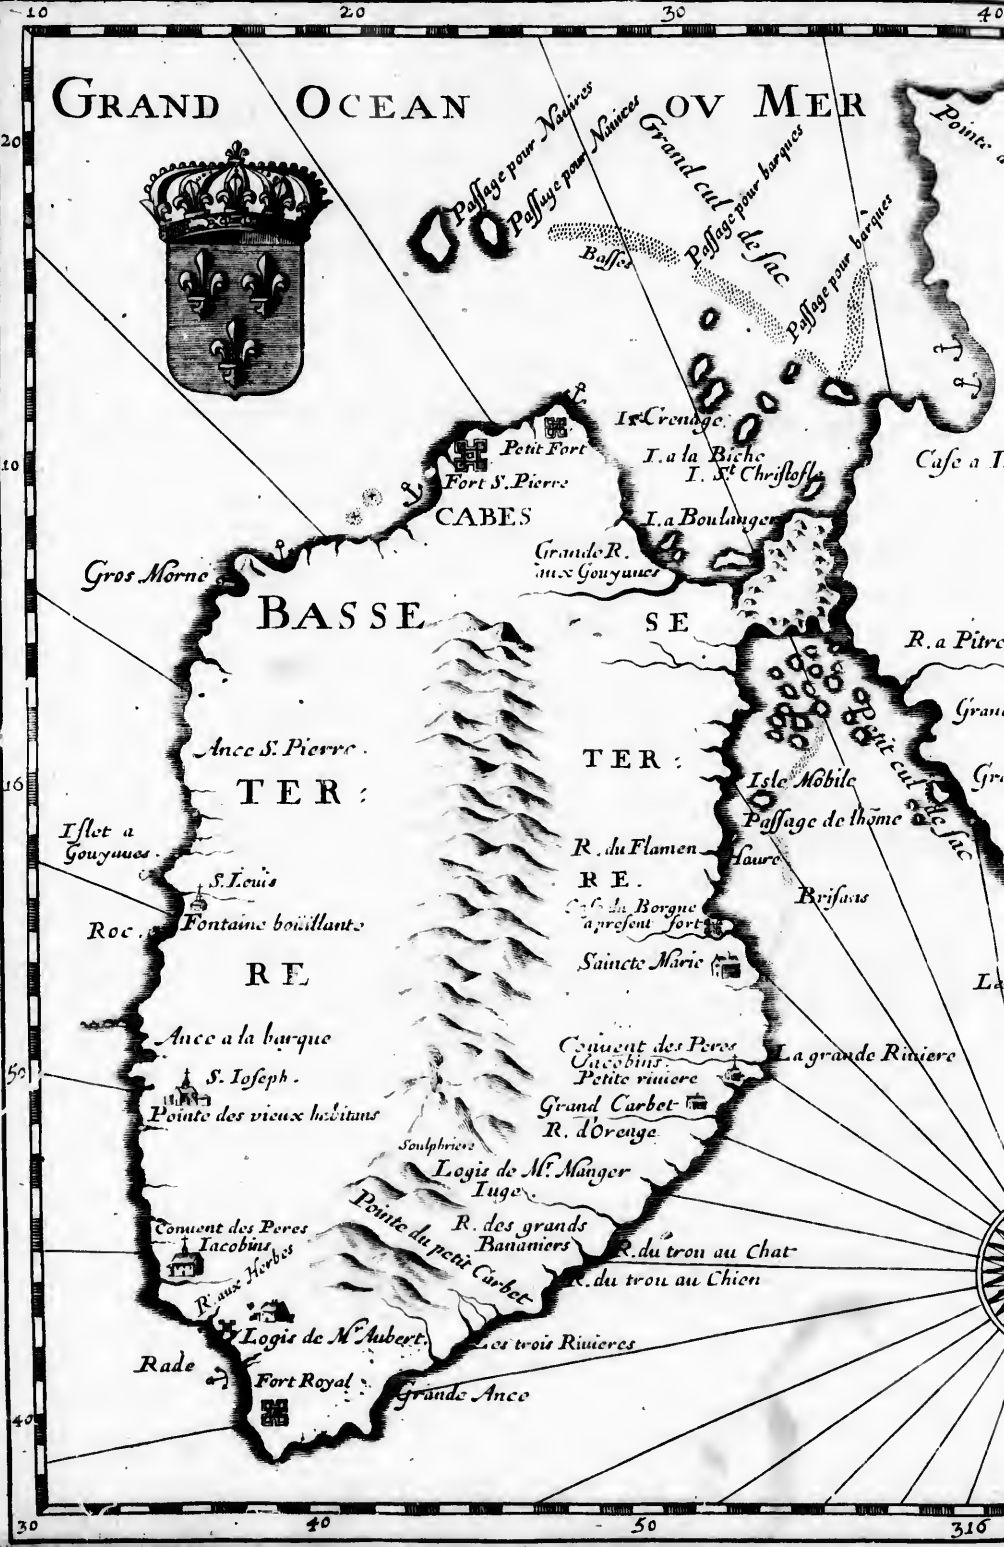 10 20 30 40
GRAND OCEAN OV MER
20
Passage pour Nauires
Passage pour Nauires
Grand cul de sac
Passage pour barques
Passage pour barques
Basses
Pointe
I. Crenage.
Petit Fort
I. a la Biche
I. St. Christofle
Case a
10
Fort S. Pierre
CABES
I. a Boulanger
Grande R.
aux Gouyaues
Gros Morne
BASSE
SE
R. a Pitre
Petit cul de sac
Ance St. Pierre.
TER:
TER:
16
Isle Mobile
Passage de lhõme
Islet a
Gouyaues.
R. du Flamen
S. Louis
RE.
Brisans
Roc.
Fontaine boüillante
Case du Borgne
apresent fort
RE
Saincte Marie
Ance a la barque
Conuent des Peres
Iacobins.
La grande Riuiere
50
S. Ioseph.
Petite riuiere
Pointe des vieux habitans
Grand Carbet
R. d'Orenge
Soulphriere
Logis de Mr. Manger
Iuge.
Pointe du petit Carbet
R. des grands
Bananiers
Conuent des Peres
Iacobins
R. du trou au Chat
R. aux Herbes
R. du trou au Chien
Logis de Mr. Aubert.
Les trois Riuieres
Rade
Fort Royal
Grande Ance
40
30 40 50 316